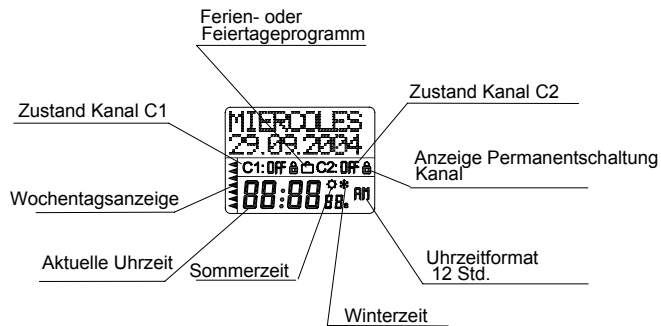 Ferien- oder
Feiertageprogramm
Zustand Kanal C1
Zustand Kanal C2
MIERCOLES
29.09.2004
C1: OFF C2: OFF
Anzeige Permanentschaltung
Kanal
Wochentagsanzeige
88:88 88. AM
Aktuelle Uhrzeit
Sommerzeit
Uhrzeitformat
12 Std.
Winterzeit